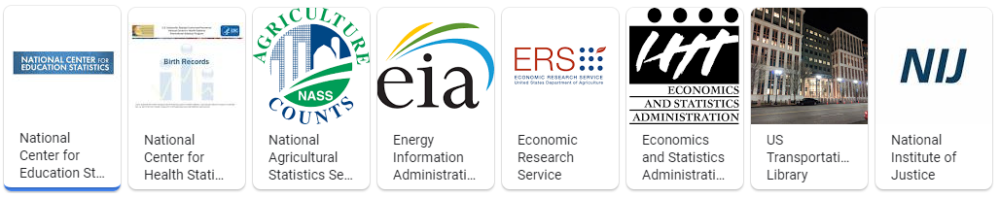 NATIONAL CENTER FOR
EDUCATION STATISTICS
National
Center for
Education St...
CDC
Birth Records
National
Center for
Health Stati...
AGRICULTURE
NASS
COUNTS
National
Agricultural
Statistics Se...
eia
Energy
Information
Administrati...
ERS
ECONOMIC RESEARCH SERVICE
United States Department of Agriculture
Economic
Research
Service
ECONOMICS
AND STATISTICS
ADMINISTRATION
Economics
and Statistics
Administrati...
US
Transportati...
Library
NIJ
National
Institute of
Justice